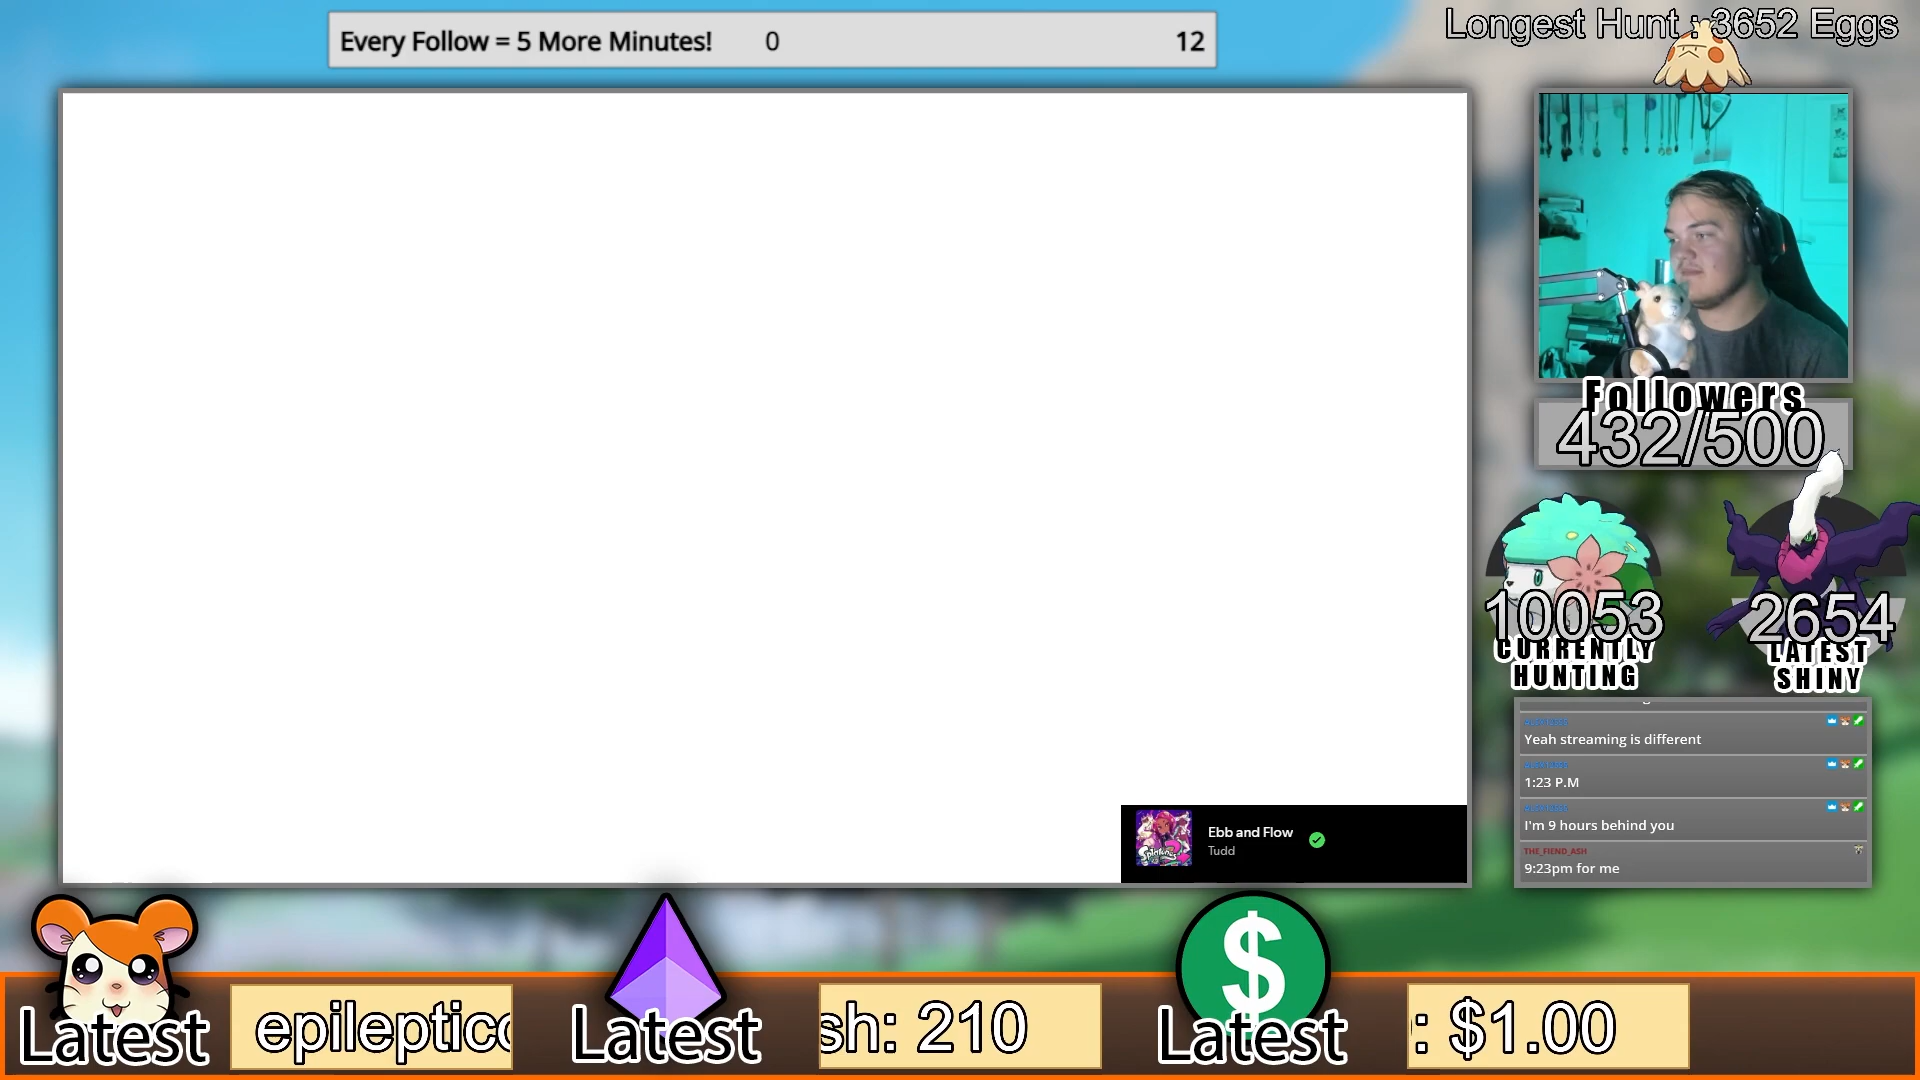 Every Follow = 5 More Minutes! 0 12
Longest Hunt : 3652 Eggs
Followers
432/500
10053
CURRENTLY
HUNTING
2654
LATEST
SHINY
Yeah streaming is different
1:23 P.M
I'm 9 hours behind you
THE_FIEND_ASH
9:23pm for me
Ebb and Flow
Tudd
Latest
epileptico
Latest
sh: 210
$
Latest
: $1.00